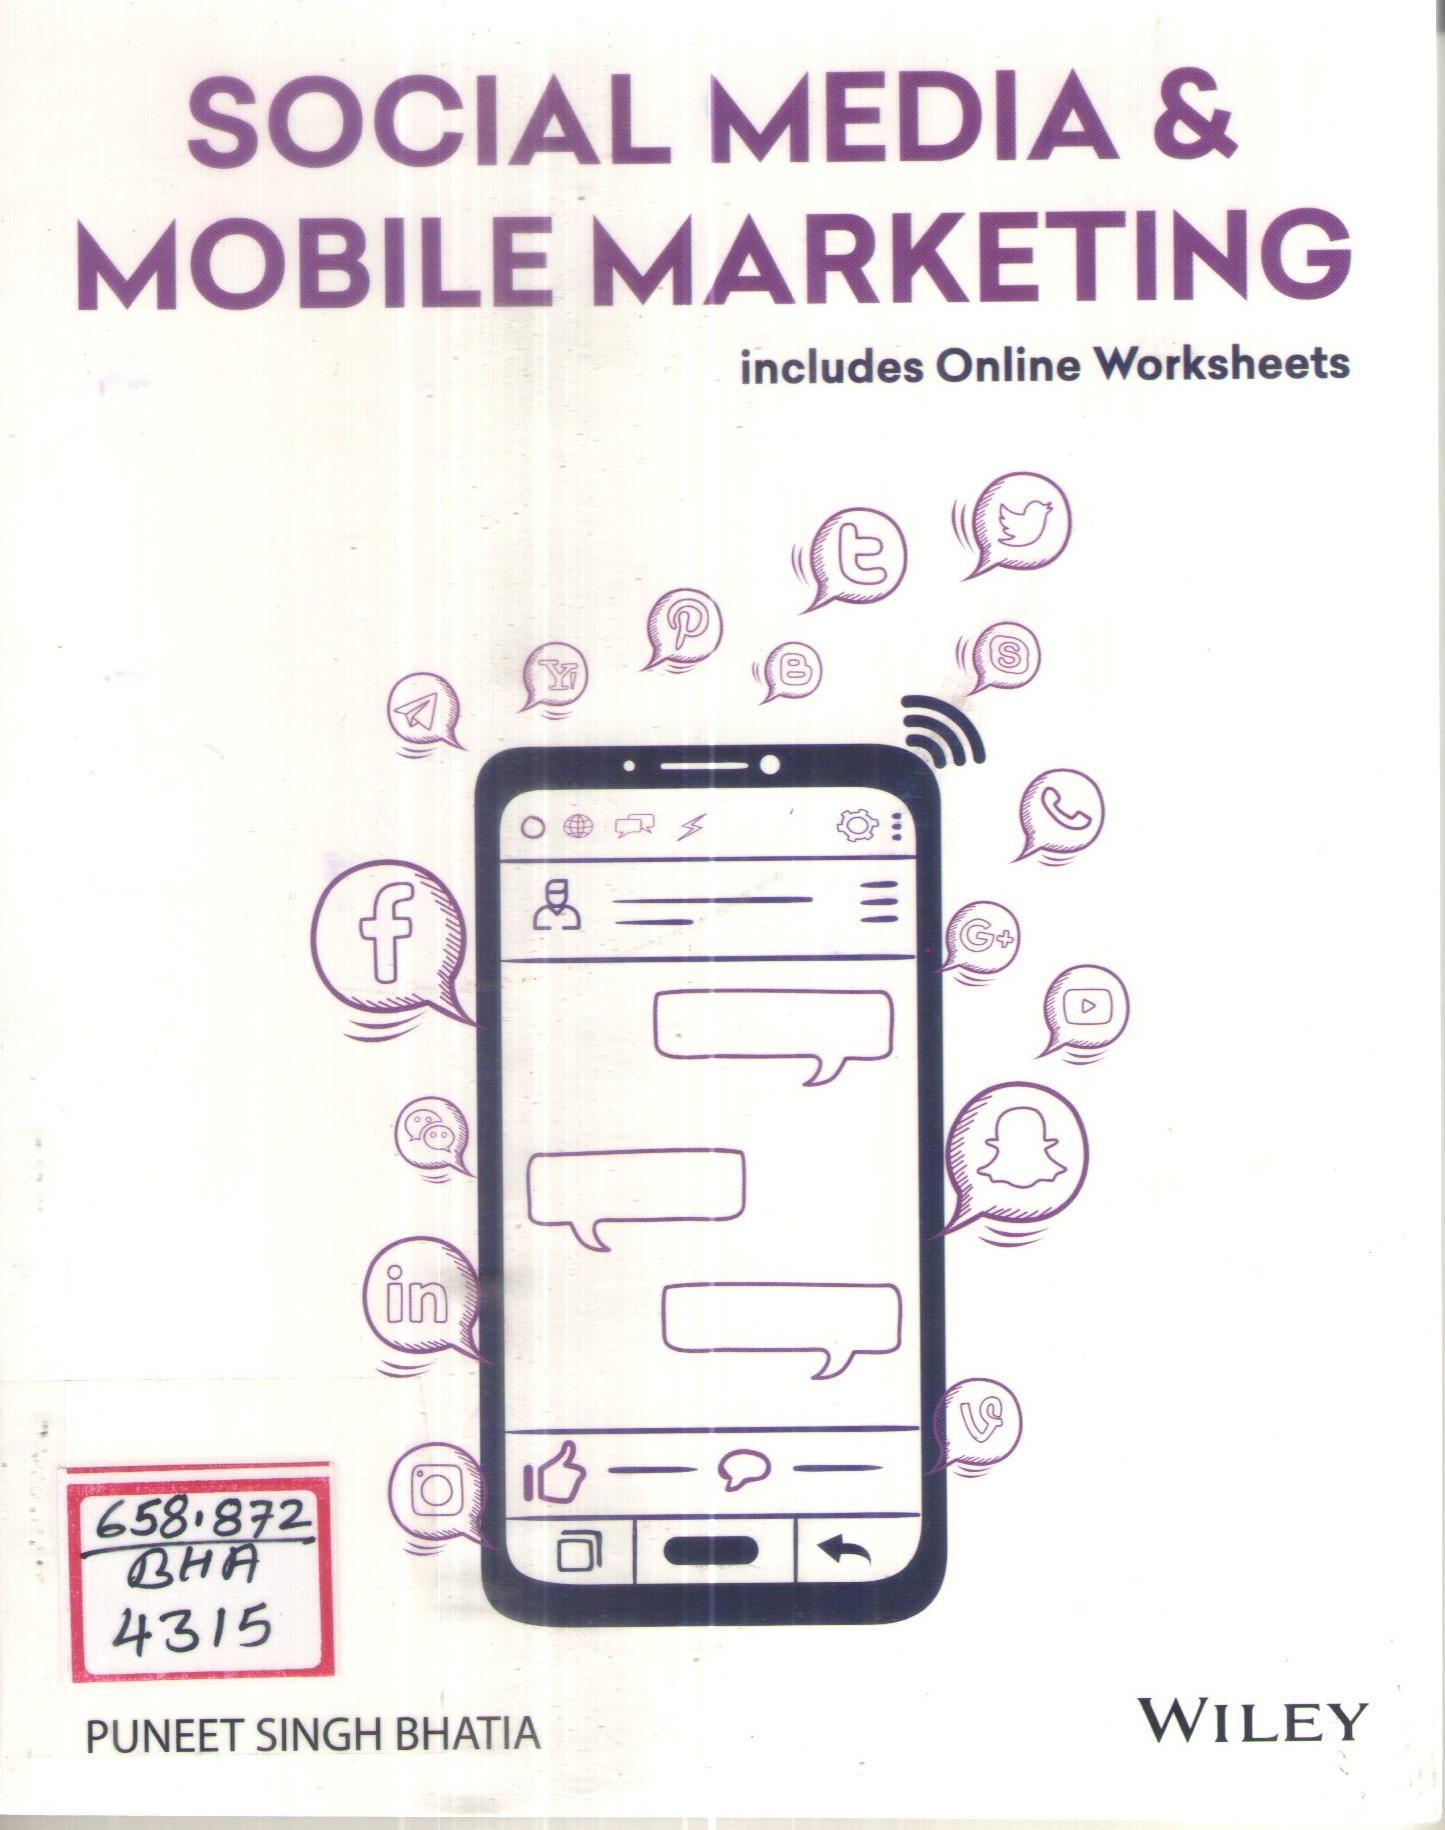 SOCIAL MEDIA &
MOBILE MARKETING
includes Online Worksheets
t
Y!
B
S
f
G+
in
658.872
BHA
4315
PUNEET SINGH BHATIA
WILEY